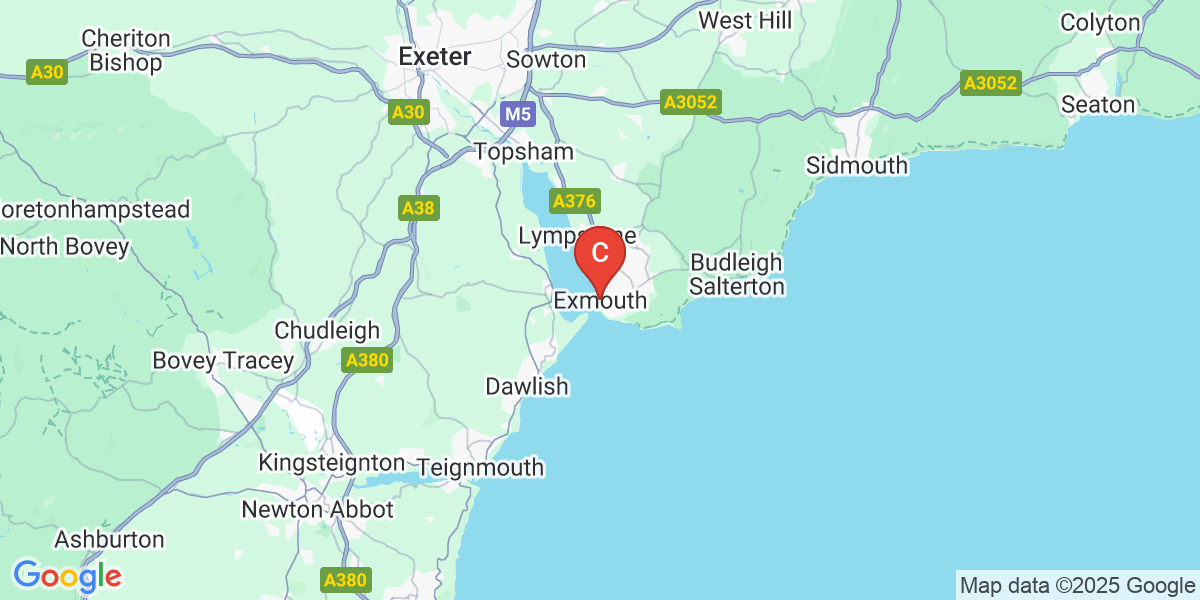 West Hill
Colyton
Cheriton
Bishop
Exeter
Sowton
A30
A3052
A3052
Seaton
A30
M5
Topsham
Sidmouth
A376
oretonhampstead
A38
Lympstone
North Bovey
C
Budleigh
Salterton
Exmouth
Chudleigh
Bovey Tracey
A380
Dawlish
Kingsteignton
Teignmouth
Newton Abbot
Ashburton
Google
A380
Map data ©2025 Google